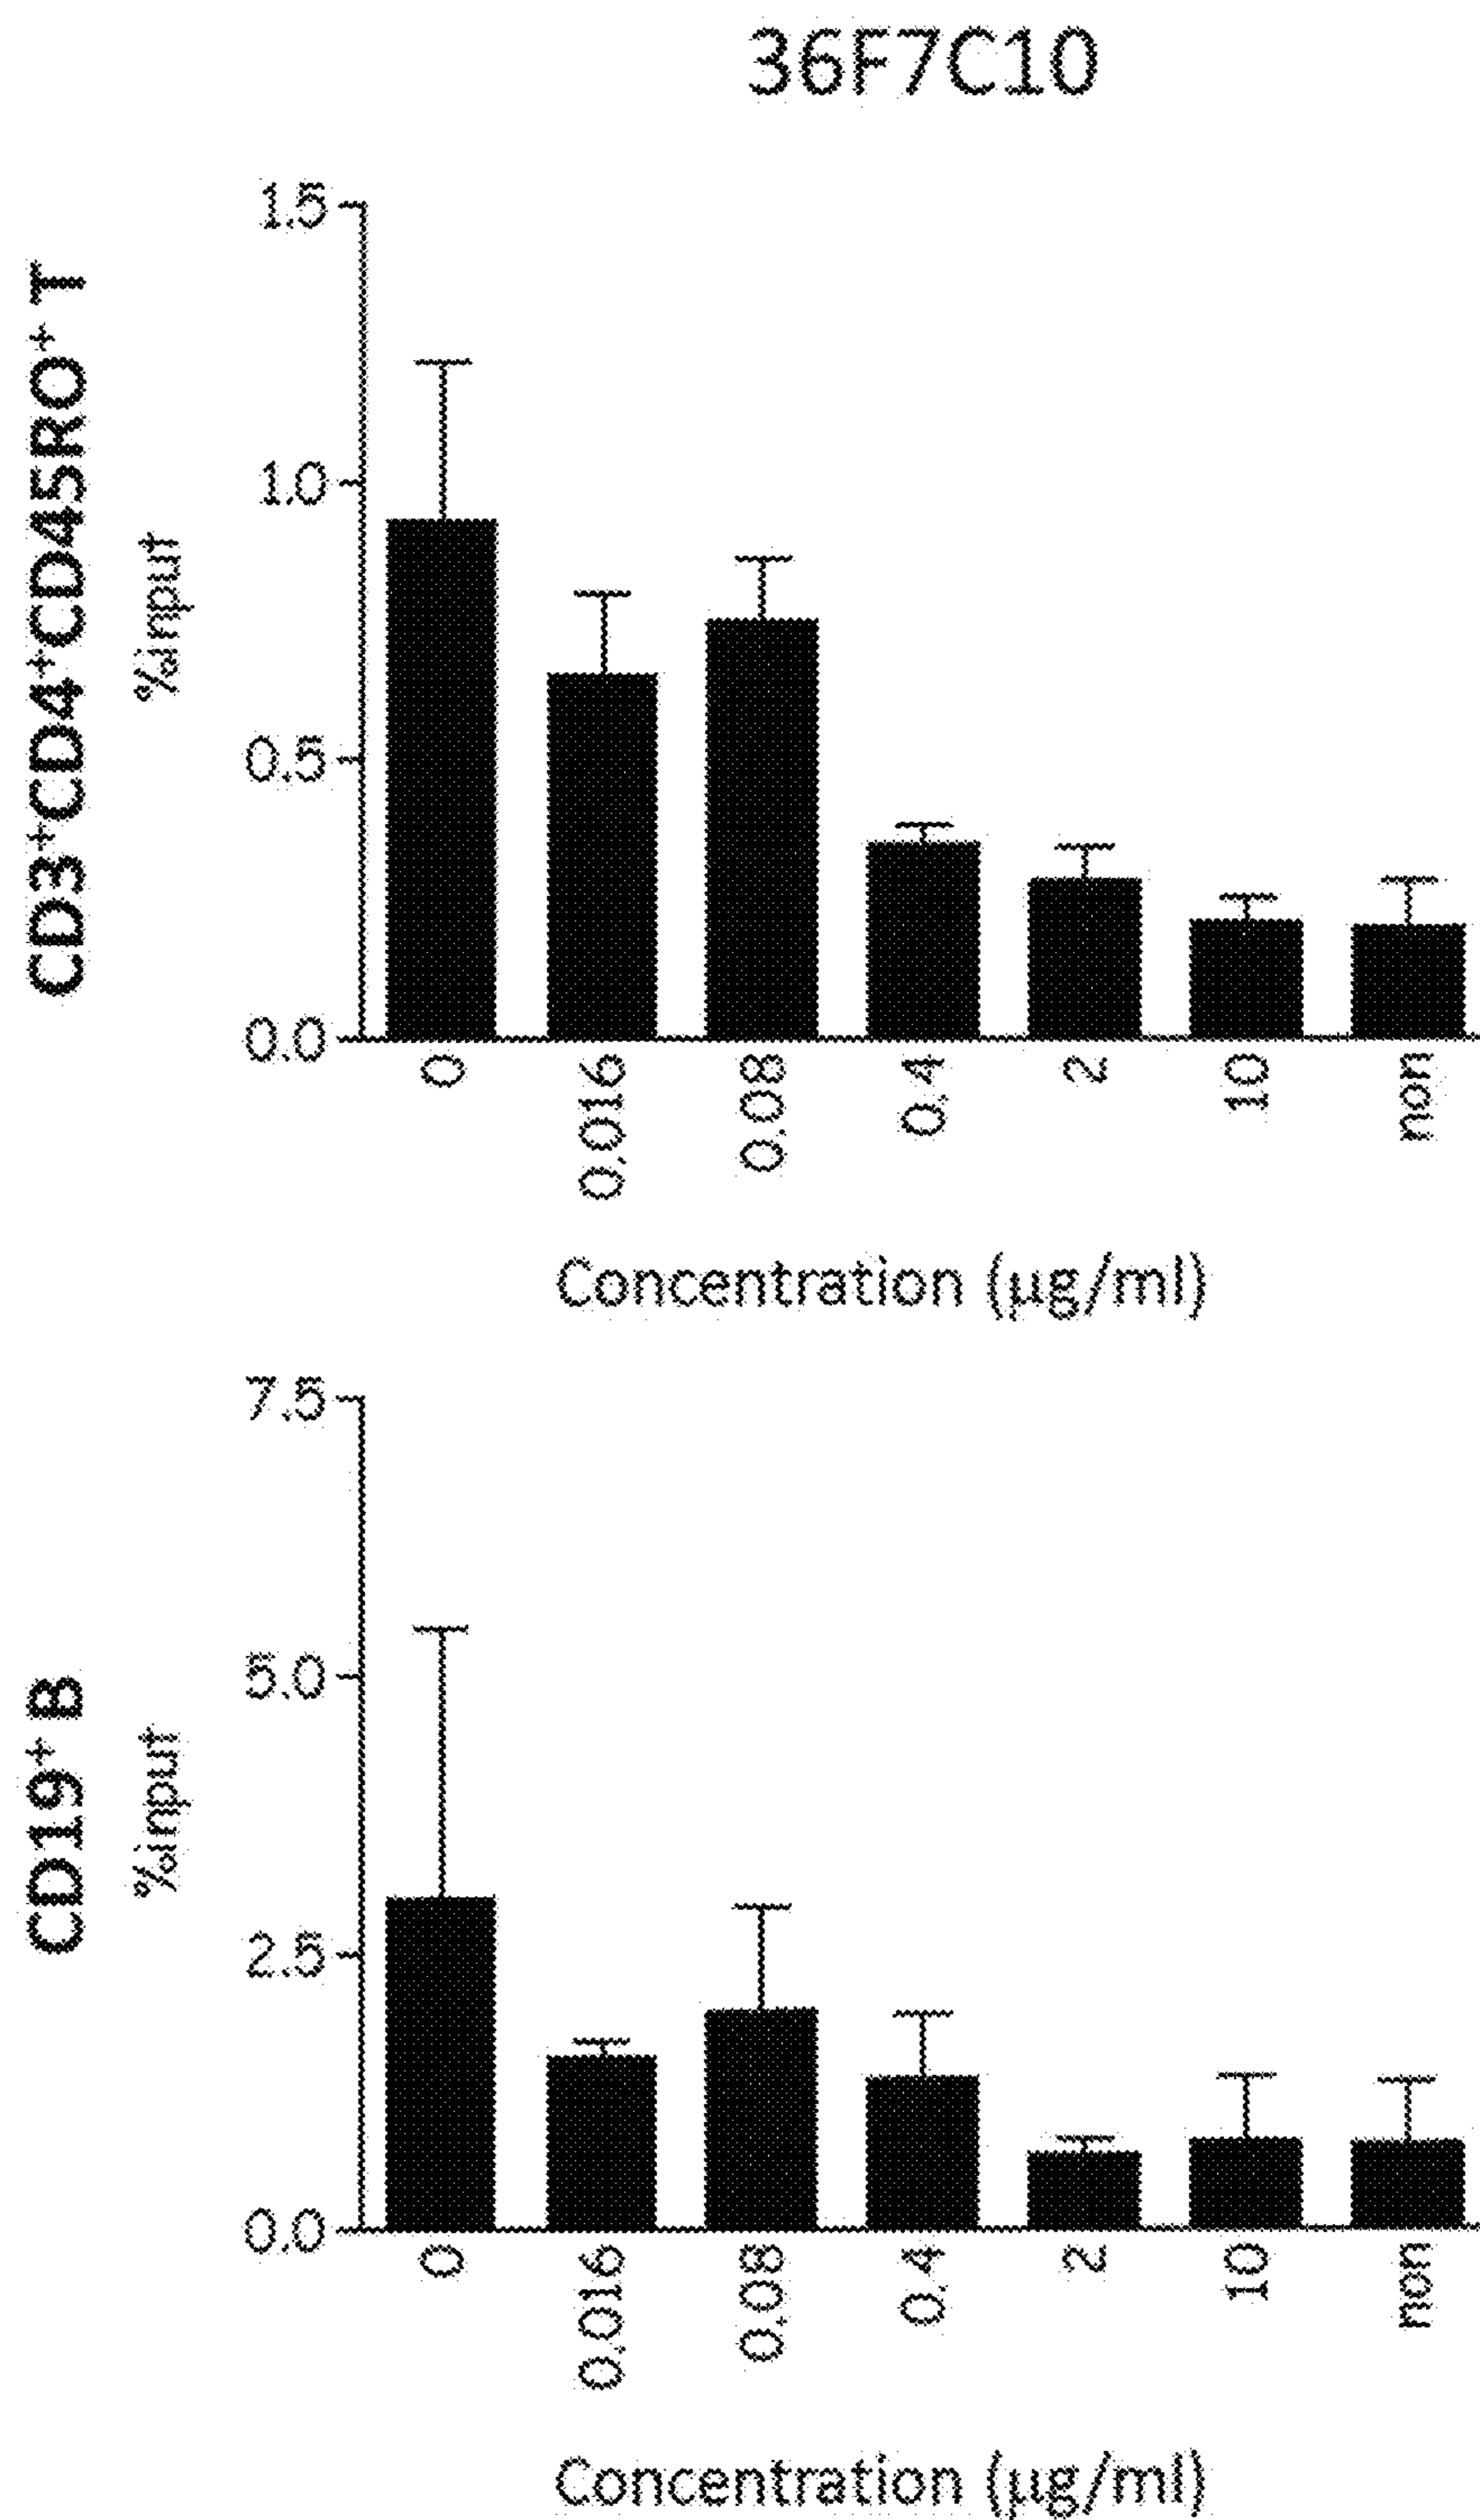 36F7C10
CD3⁺CD4⁺CD45RO⁺ T
%input
1.5
1.0
0.5
0.0
0
0.016
0.08
0.4
2
10
non
Concentration (µg/ml)
CD19⁺ B
%input
7.5
5.0
2.5
0.0
0
0.016
0.08
0.4
2
10
non
Concentration (µg/ml)